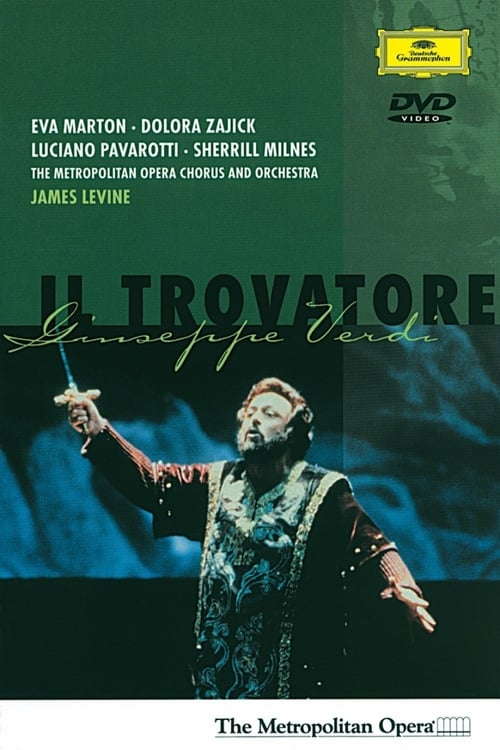 Deutsche
Grammophon
DVD
VIDEO
EVA MARTON · DOLORA ZAJICK
LUCIANO PAVAROTTI · SHERRILL MILNES
THE METROPOLITAN OPERA CHORUS AND ORCHESTRA
JAMES LEVINE
IL TROVATORE
Giuseppe Verdi
The Metropolitan Opera